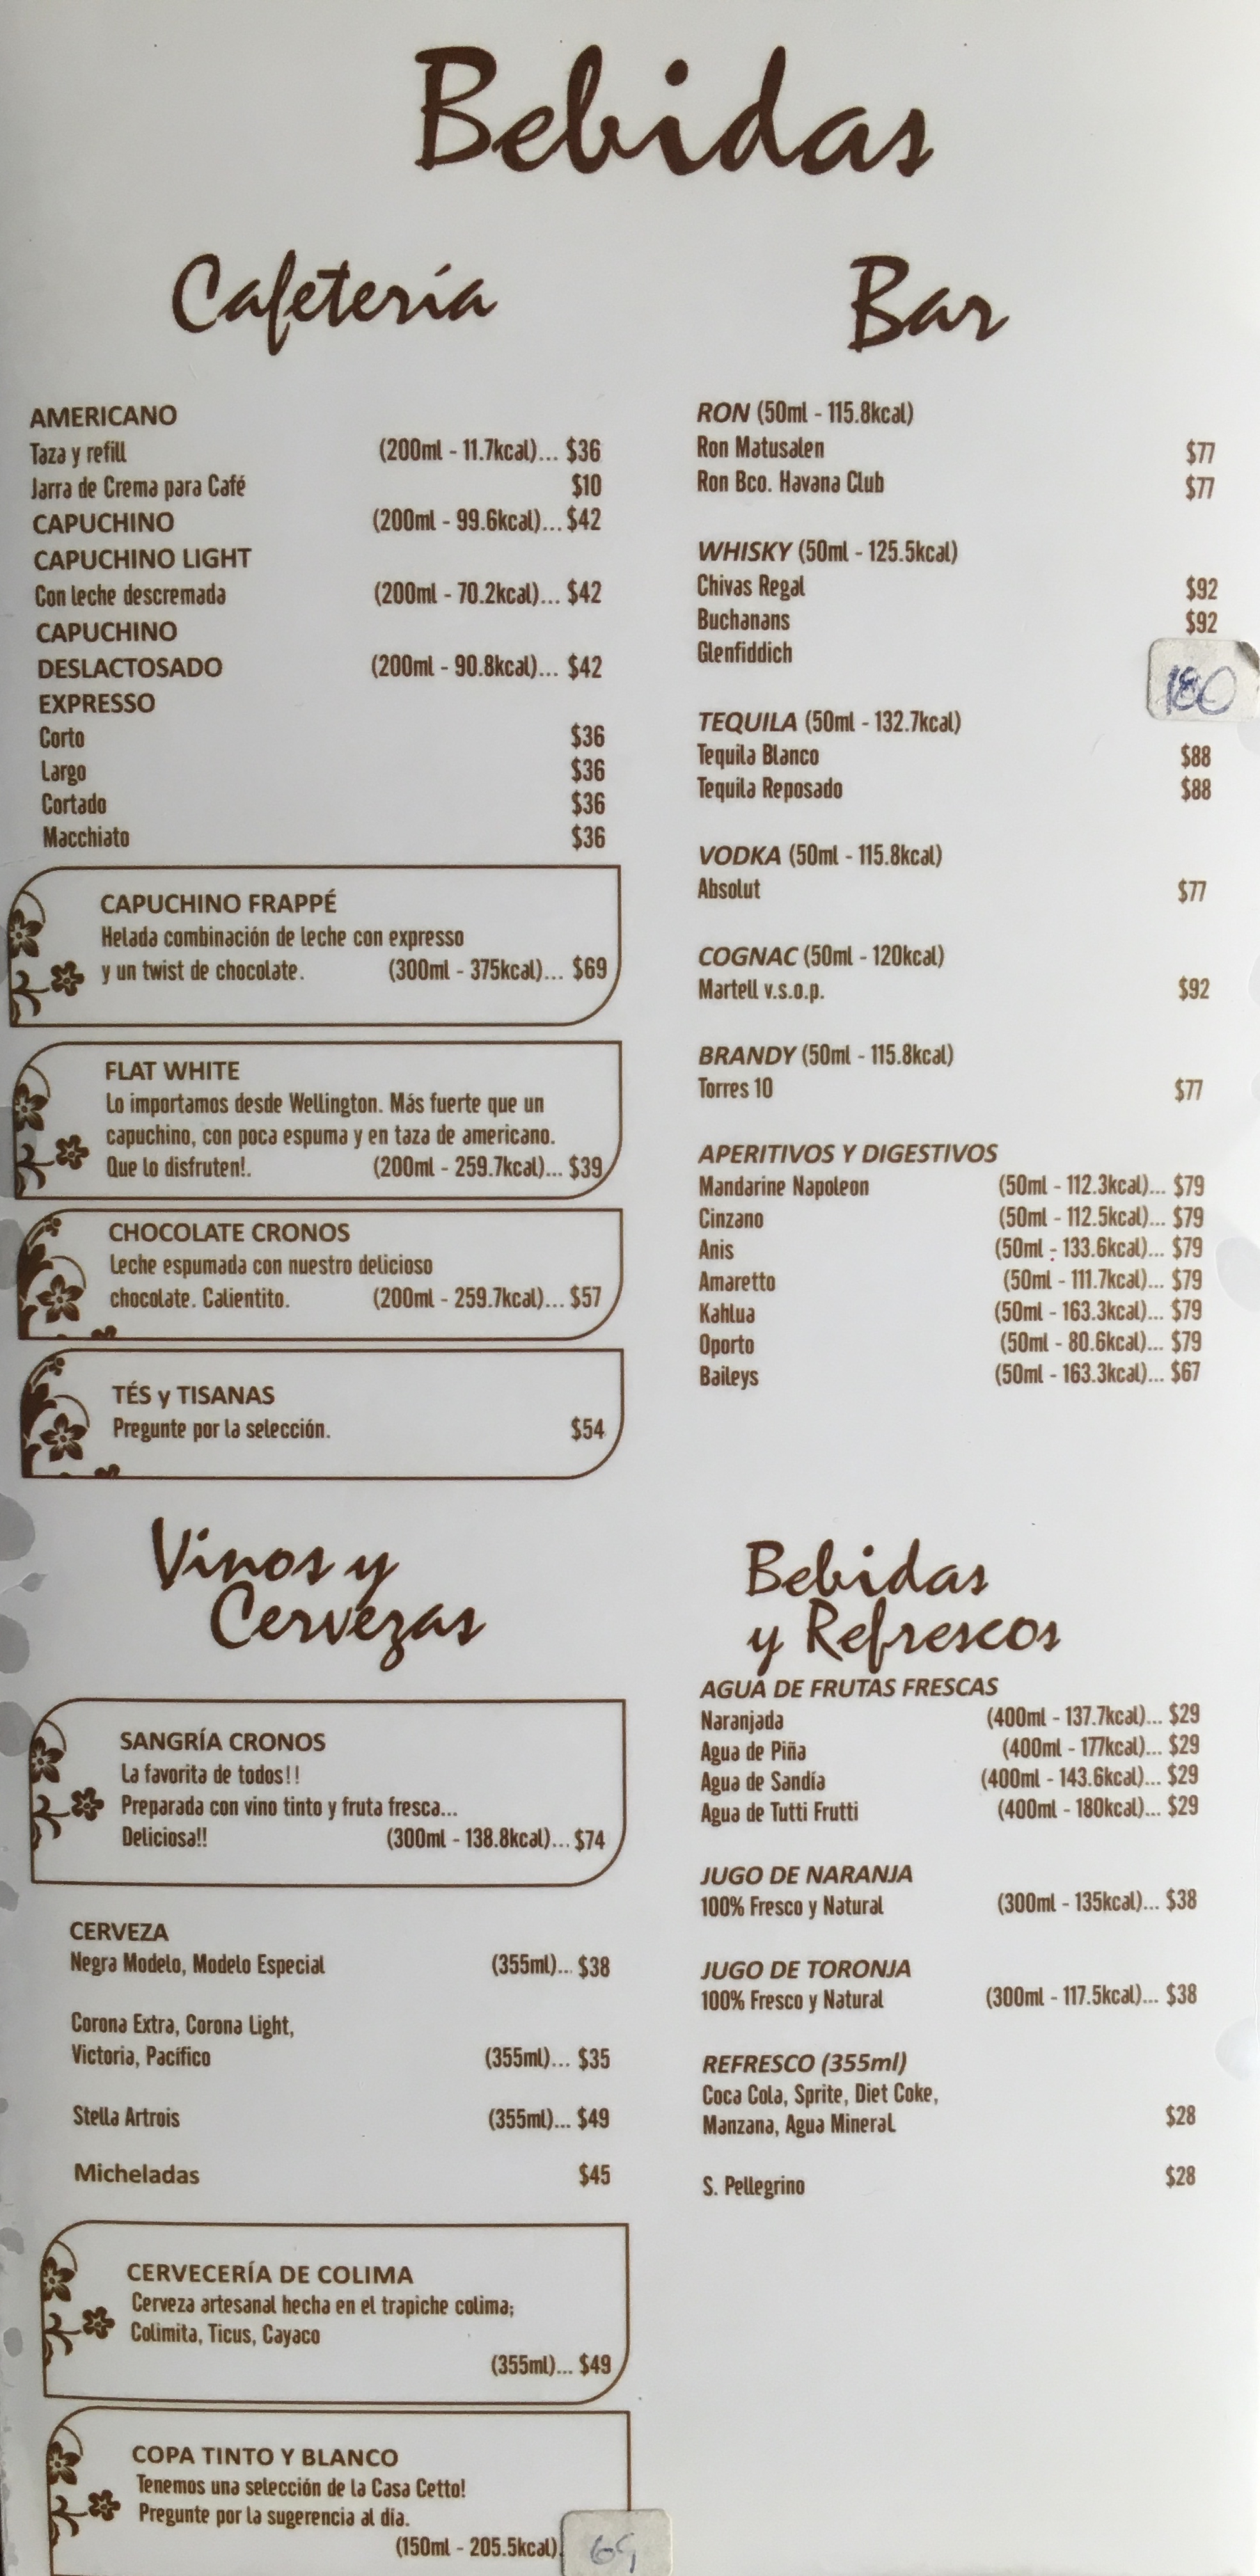 Bebidas
Cafetería
AMERICANO
Taza y refill (200ml - 11.7kcal)... $36
Jarra de Crema para Café $10
CAPUCHINO (200ml - 99.6kcal)... $42
CAPUCHINO LIGHT
Con leche descremada (200ml - 70.2kcal)... $42
CAPUCHINO
DESLACTOSADO (200ml - 90.8kcal)... $42
EXPRESSO
Corto $36
Largo $36
Cortado $36
Macchiato $36
CAPUCHINO FRAPPÉ
Helada combinación de leche con expresso
y un twist de chocolate. (300ml - 375kcal)... $69
FLAT WHITE
Lo importamos desde Wellington. Más fuerte que un
capuchino, con poca espuma y en taza de americano.
Que lo disfruten!. (200ml - 259.7kcal)... $39
CHOCOLATE CRONOS
Leche espumada con nuestro delicioso
chocolate. Calientito. (200ml - 259.7kcal)... $57
TÉS y TISANAS
Pregunte por la selección. $54
Bar
RON (50ml - 115.8kcal)
Ron Matusalen $77
Ron Bco. Havana Club $77
WHISKY (50ml - 125.5kcal)
Chivas Regal $92
Buchanans $92
Glenfiddich 180
TEQUILA (50ml - 132.7kcal)
Tequila Blanco $88
Tequila Reposado $88
VODKA (50ml - 115.8kcal)
Absolut $77
COGNAC (50ml - 120kcal)
Martell v.s.o.p. $92
BRANDY (50ml - 115.8kcal)
Torres 10 $77
APERITIVOS Y DIGESTIVOS
Mandarine Napoleon (50ml - 112.3kcal)... $79
Cinzano (50ml - 112.5kcal)... $79
Anis (50ml - 133.6kcal)... $79
Amaretto (50ml - 111.7kcal)... $79
Kahlua (50ml - 163.3kcal)... $79
Oporto (50ml - 80.6kcal)... $79
Baileys (50ml - 163.3kcal)... $67
Vinos y
Cervezas
SANGRÍA CRONOS
La favorita de todos!!
Preparada con vino tinto y fruta fresca...
Deliciosa!! (300ml - 138.8kcal)... $74
CERVEZA
Negra Modelo, Modelo Especial (355ml)... $38
Corona Extra, Corona Light,
Victoria, Pacífico (355ml)... $35
Stella Artrois (355ml)... $49
Micheladas $45
CERVECERÍA DE COLIMA
Cerveza artesanal hecha en el trapiche colima;
Colimita, Ticus, Cayaco
(355ml)... $49
COPA TINTO Y BLANCO
Tenemos una selección de la Casa Cetto!
Pregunte por la sugerencia al día.
(150ml - 205.5kcal)
Bebidas
y Refrescos
AGUA DE FRUTAS FRESCAS
Naranjada (400ml - 137.7kcal)... $29
Agua de Piña (400ml - 177kcal)... $29
Agua de Sandía (400ml - 143.6kcal)... $29
Agua de Tutti Frutti (400ml - 180kcal)... $29
JUGO DE NARANJA
100% Fresco y Natural (300ml - 135kcal)... $38
JUGO DE TORONJA
100% Fresco y Natural (300ml - 117.5kcal)... $38
REFRESCO (355ml)
Coca Cola, Sprite, Diet Coke,
Manzana, Agua Mineral $28
S. Pellegrino $28